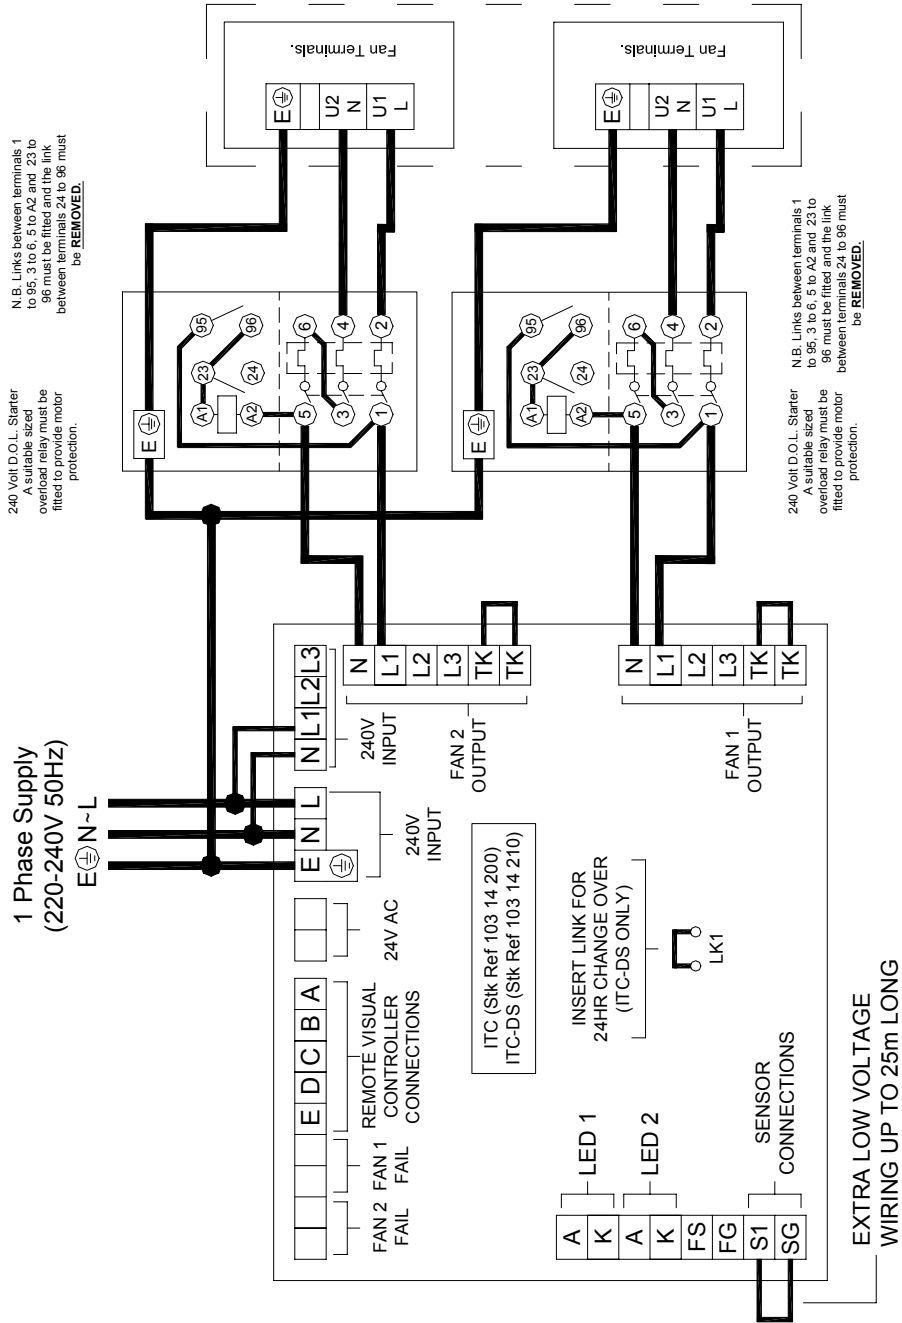 1 Phase Supply
(220-240V 50Hz)
E N~L
240 Volt D.O.L. Starter
A suitable sized
overload relay must be
fitted to provide motor
protection.
N.B. Links between terminals 1
to 95, 3 to 6, 5 to A2 and 23 to
96 must be fitted and the link
between terminals 24 to 96 must
be REMOVED.
E
A1
A2
23
24
95
96
5
3
1
6
4
2
Fan Terminals.
E
U2
N
U1
L
E
A1
A2
23
24
95
96
5
3
1
6
4
2
Fan Terminals.
E
U2
N
U1
L
240 Volt D.O.L. Starter
A suitable sized
overload relay must be
fitted to provide motor
protection.
N.B. Links between terminals 1
to 95, 3 to 6, 5 to A2 and 23 to
96 must be fitted and the link
between terminals 24 to 96 must
be REMOVED.
E D C B A
E N L
N L1 L2 L3
FAN 2
FAIL
FAN 1
FAIL
REMOTE VISUAL
CONTROLLER
CONNECTIONS
24V AC
240V
INPUT
240V
INPUT
N
L1
L2
L3
TK
TK
FAN 2
OUTPUT
N
L1
L2
L3
TK
TK
FAN 1
OUTPUT
ITC (Stk Ref 103 14 200)
ITC-DS (Stk Ref 103 14 210)
INSERT LINK FOR
24HR CHANGE OVER
(ITC-DS ONLY)
LK1
A
K
A
K
FS
FG
S1
SG
LED 1
LED 2
SENSOR
CONNECTIONS
EXTRA LOW VOLTAGE
WIRING UP TO 25m LONG